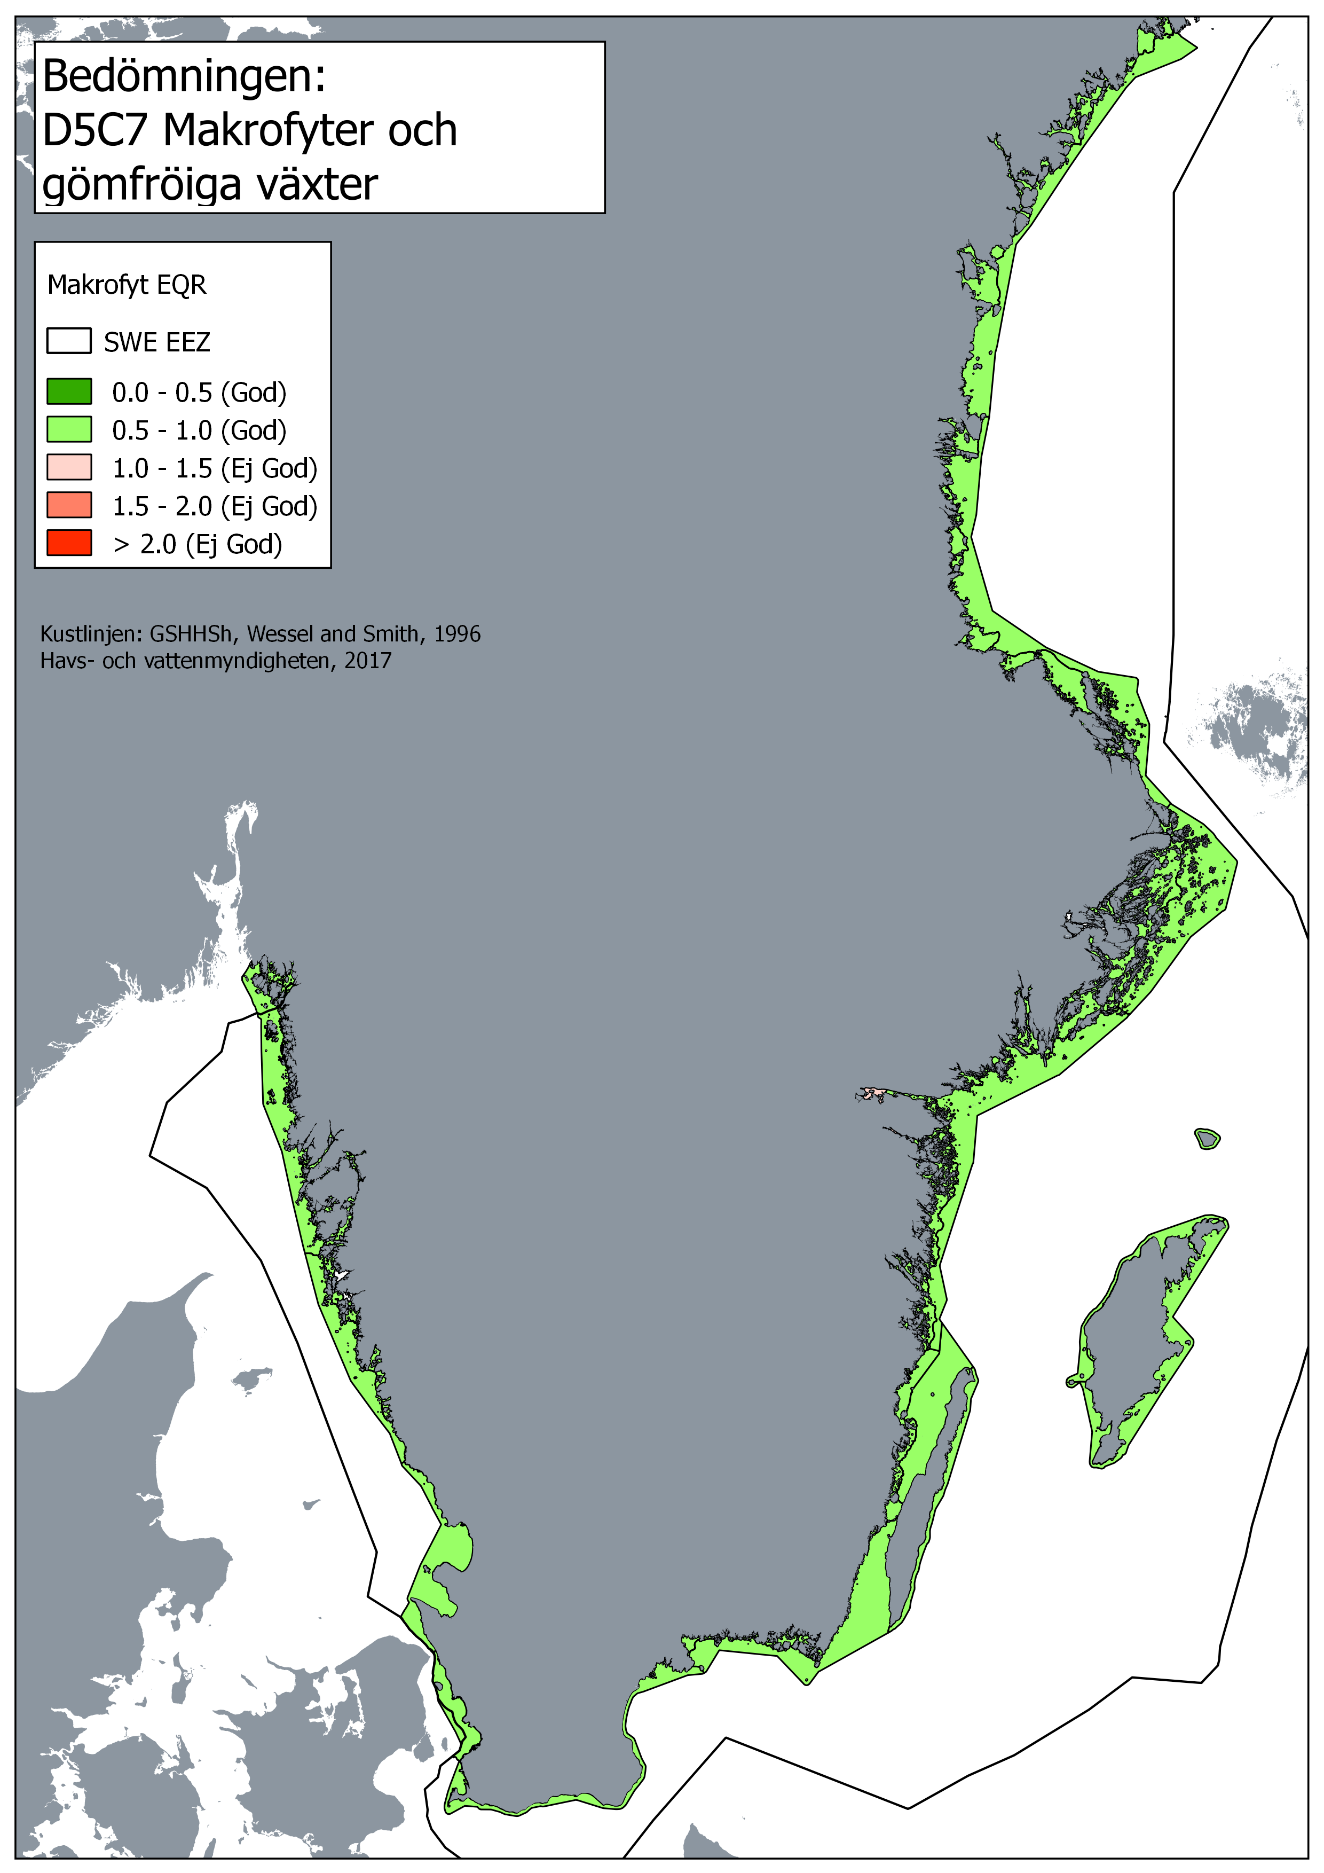 Bedömningen:
D5C7 Makrofyter och
gömfröiga växter
Makrofyt EQR
SWE EEZ
0.0 - 0.5 (God)
0.5 - 1.0 (God)
1.0 - 1.5 (Ej God)
1.5 - 2.0 (Ej God)
> 2.0 (Ej God)
Kustlinjen: GSHHSh, Wessel and Smith, 1996
Havs- och vattenmyndigheten, 2017